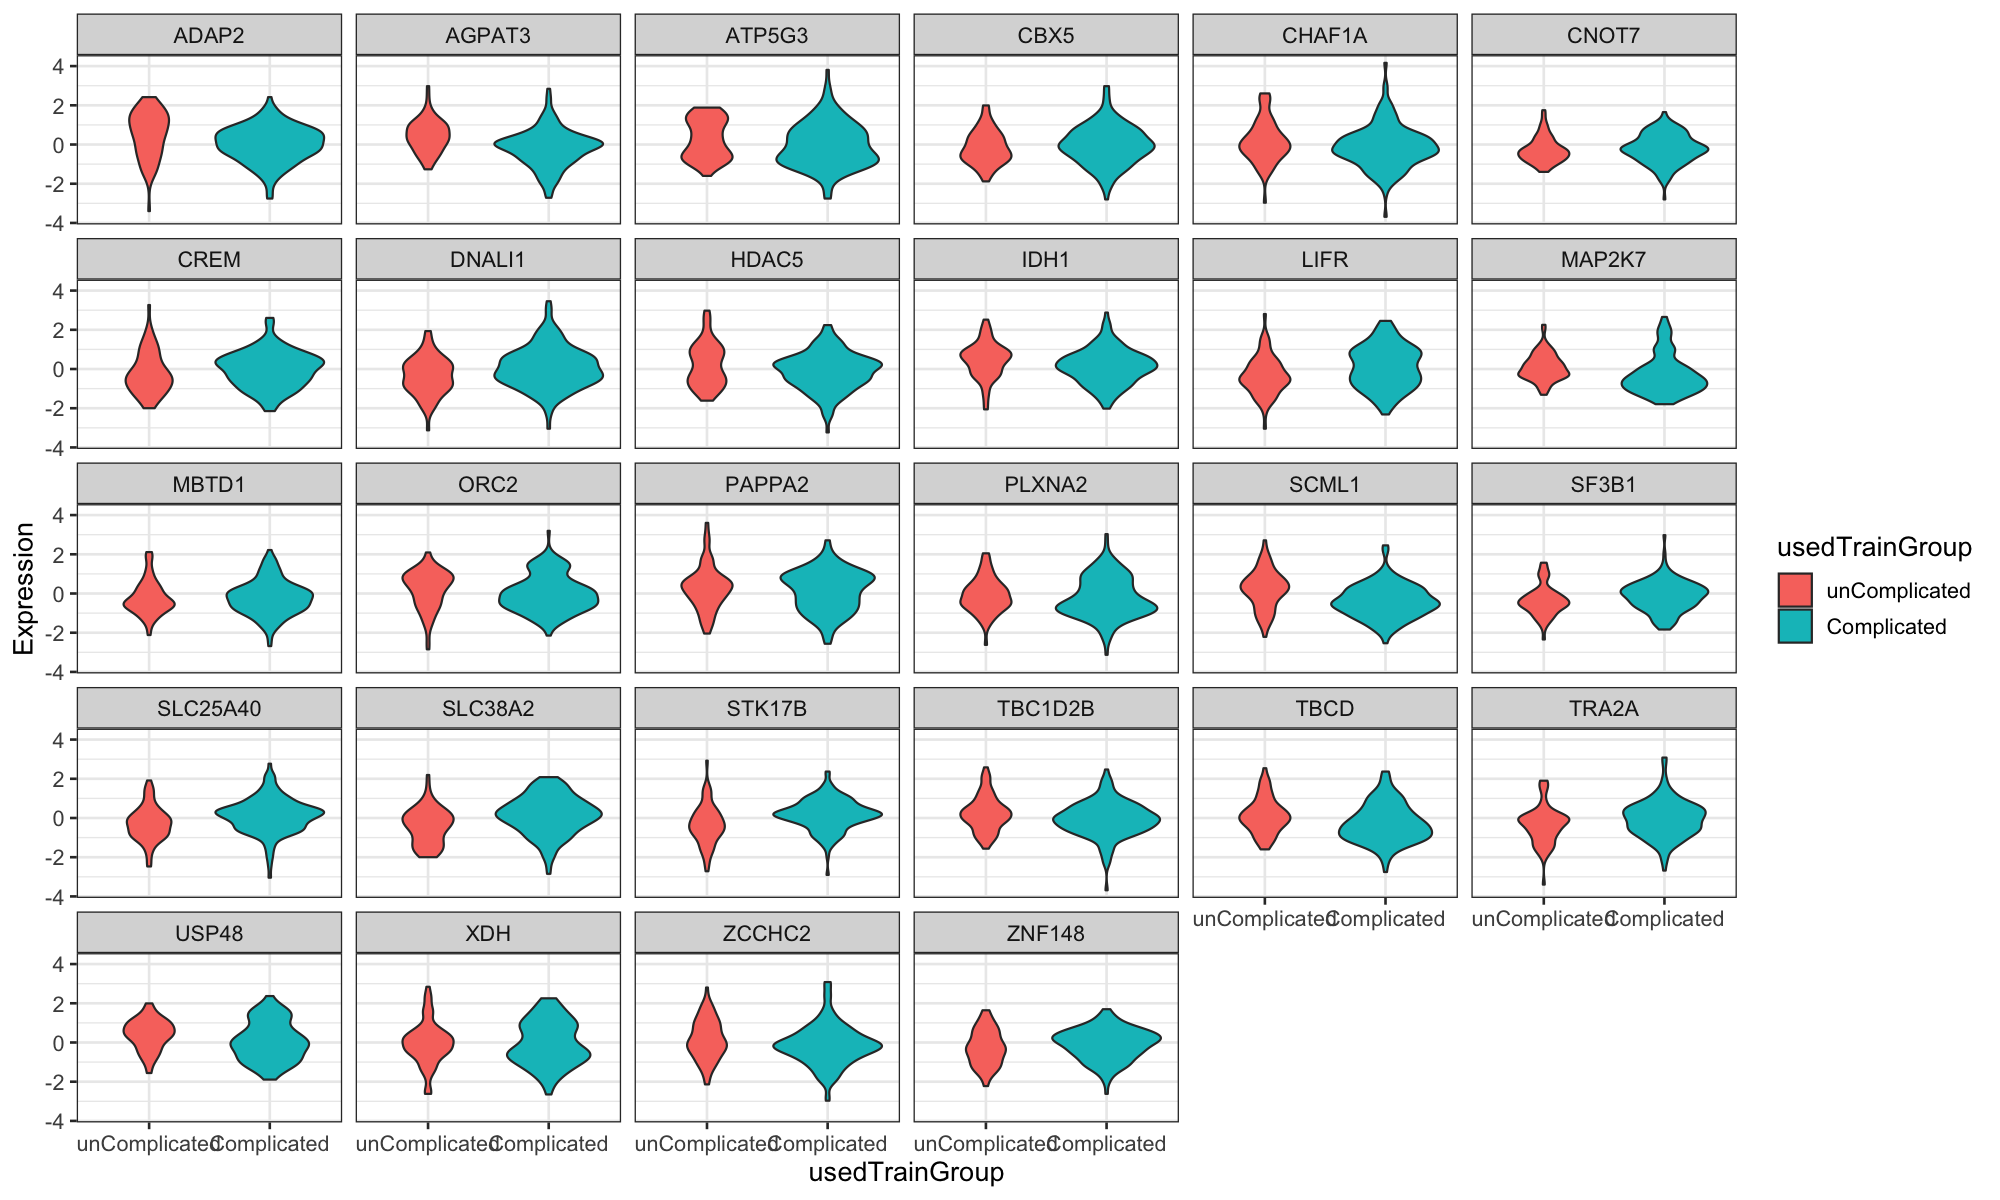 ADAP2 AGPAT3 ATP5G3 CBX5 CHAF1A CNOT7
4
2
0
-2
-4
CREM DNALI1 HDAC5 IDH1 LIFR MAP2K7
4
2
0
-2
-4
MBTD1 ORC2 PAPPA2 PLXNA2 SCML1 SF3B1
4
2
0
-2
-4
Expression
usedTrainGroup
unComplicated
Complicated
SLC25A40 SLC38A2 STK17B TBC1D2B TBCD TRA2A
4
2
0
-2
-4
unComplicated Complicated unComplicated Complicated
USP48 XDH ZCCHC2 ZNF148
4
2
0
-2
-4
unComplicated Complicated unComplicated Complicated unComplicated Complicated unComplicated Complicated
usedTrainGroup